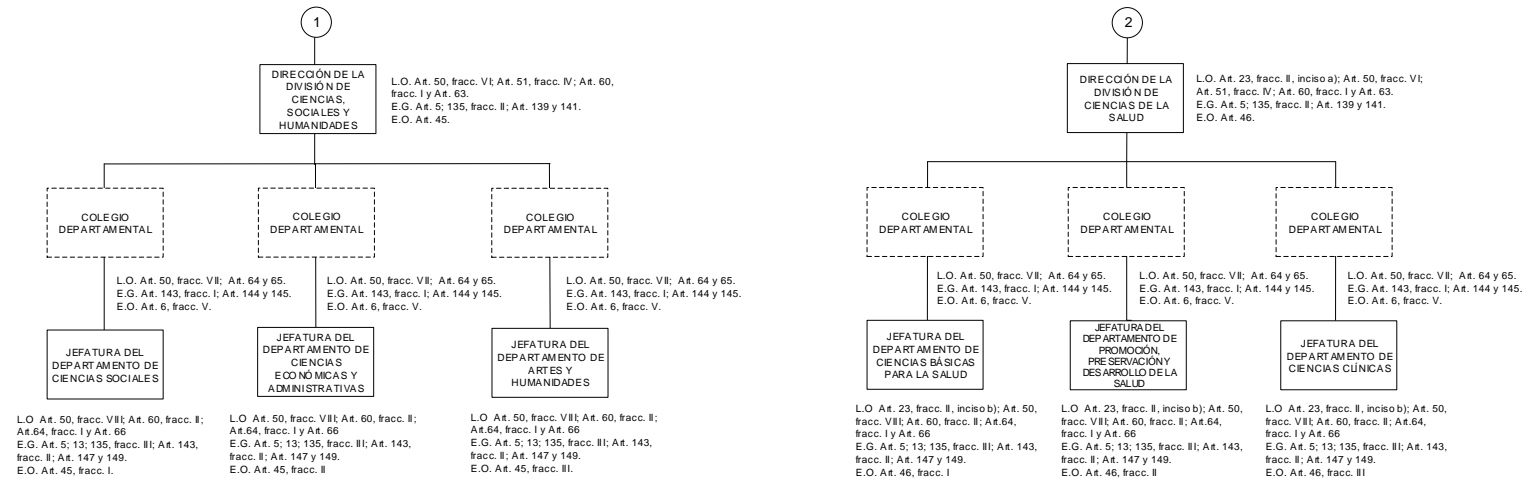 1
DIRECCIÓN DE LA
DIVISIÓN DE
CIENCIAS,
SOCIALES Y
HUMANIDADES
L.O. Art. 50, fracc. VI; Art. 51, fracc. IV; Art. 60,
fracc. I y Art. 63.
E.G. Art. 5; 135, fracc. II; Art. 139 y 141.
E.O. Art. 45.
COLEGIO
DEPARTAMENTAL
COLEGIO
DEPARTAMENTAL
COLEGIO
DEPARTAMENTAL
L.O. Art. 50, fracc. VII; Art. 64 y 65.
E.G. Art. 143, fracc. I; Art. 144 y 145.
E.O. Art. 6, fracc. V.
L.O. Art. 50, fracc. VII; Art. 64 y 65.
E.G. Art. 143, fracc. I; Art. 144 y 145.
E.O. Art. 6, fracc. V.
L.O. Art. 50, fracc. VII; Art. 64 y 65.
E.G. Art. 143, fracc. I; Art. 144 y 145.
E.O. Art. 6, fracc. V.
JEFATURA DEL
DEPARTAMENTO DE
CIENCIAS SOCIALES
JEFATURA DEL
DEPARTAMENTO DE
CIENCIAS
ECONÓMICAS Y
ADMINISTRATIVAS
JEFATURA DEL
DEPARTAMENTO DE
ARTES Y
HUMANIDADES
L.O Art. 50, fracc. VIII; Art. 60, fracc. II;
Art.64, fracc. I y Art. 66
E.G. Art. 5; 13; 135, fracc. III; Art. 143,
fracc. II; Art. 147 y 149.
E.O. Art. 45, fracc. I.
L.O Art. 50, fracc. VIII; Art. 60, fracc. II;
Art.64, fracc. I y Art. 66
E.G. Art. 5; 13; 135, fracc. III; Art. 143,
fracc. II; Art. 147 y 149.
E.O. Art. 45, fracc. II
L.O Art. 50, fracc. VIII; Art. 60, fracc. II;
Art.64, fracc. I y Art. 66
E.G. Art. 5; 13; 135, fracc. III; Art. 143,
fracc. II; Art. 147 y 149.
E.O. Art. 45, fracc. III.
2
DIRECCIÓN DE LA
DIVISIÓN DE
CIENCIAS DE LA
SALUD
L.O. Art. 23, fracc. II, inciso a); Art. 50, fracc. VI;
Art. 51, fracc. IV; Art. 60, fracc. I y Art. 63.
E.G. Art. 5; 135, fracc. II; Art. 139 y 141.
E.O. Art. 46.
COLEGIO
DEPARTAMENTAL
COLEGIO
DEPARTAMENTAL
COLEGIO
DEPARTAMENTAL
L.O. Art. 50, fracc. VII; Art. 64 y 65.
E.G. Art. 143, fracc. I; Art. 144 y 145.
E.O. Art. 6, fracc. V.
L.O. Art. 50, fracc. VII; Art. 64 y 65.
E.G. Art. 143, fracc. I; Art. 144 y 145.
E.O. Art. 6, fracc. V.
L.O. Art. 50, fracc. VII; Art. 64 y 65.
E.G. Art. 143, fracc. I; Art. 144 y 145.
E.O. Art. 6, fracc. V.
JEFATURA DEL
DEPARTAMENTO DE
CIENCIAS BÁSICAS
PARA LA SALUD
JEFATURA DEL
DEPARTAMENTO DE
PROMOCIÓN,
PRESERVACIÓN Y
DESARROLLO DE LA
SALUD
JEFATURA DEL
DEPARTAMENTO DE
CIENCIAS CLÍNICAS
L.O Art. 23, fracc. II, inciso b); Art. 50,
fracc. VIII; Art. 60, fracc. II; Art.64,
fracc. I y Art. 66
E.G. Art. 5; 13; 135, fracc. III; Art. 143,
fracc. II; Art. 147 y 149.
E.O. Art. 46, fracc. I
L.O Art. 23, fracc. II, inciso b); Art. 50,
fracc. VIII; Art. 60, fracc. II; Art.64,
fracc. I y Art. 66
E.G. Art. 5; 13; 135, fracc. III; Art. 143,
fracc. II; Art. 147 y 149.
E.O. Art. 46, fracc. II
L.O Art. 23, fracc. II, inciso b); Art. 50,
fracc. VIII; Art. 60, fracc. II; Art.64,
fracc. I y Art. 66
E.G. Art. 5; 13; 135, fracc. III; Art. 143,
fracc. II; Art. 147 y 149.
E.O. Art. 46, fracc. III